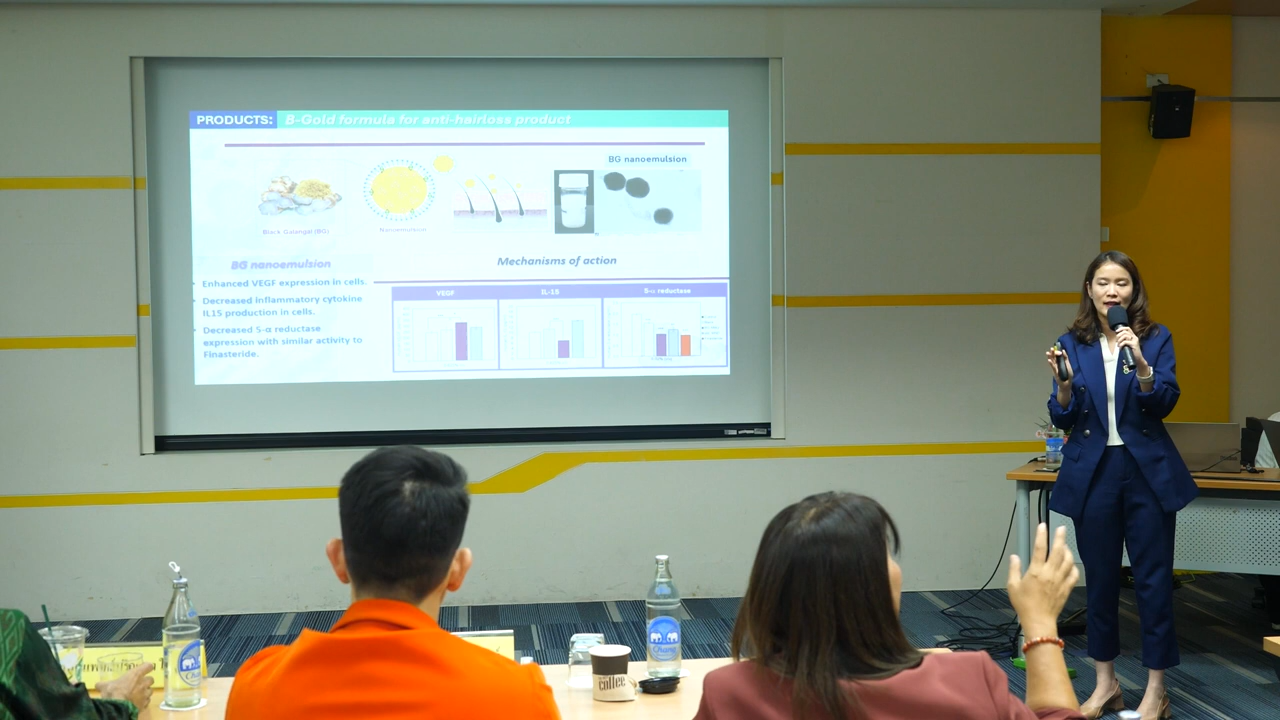 PRODUCTS: B-Gold formula for anti-hairloss product
BG nanoemulsion
Black Galangal (BG)
Nanoemulsion
BG nanoemulsion
Mechanisms of action
• Enhanced VEGF expression in cells.
• Decreased inflammatory cytokine
IL15 production in cells.
• Decreased 5-α reductase
expression with similar activity to
Finasteride.
VEGF
IL-15
5-α reductase
Chang
Chang
coffee